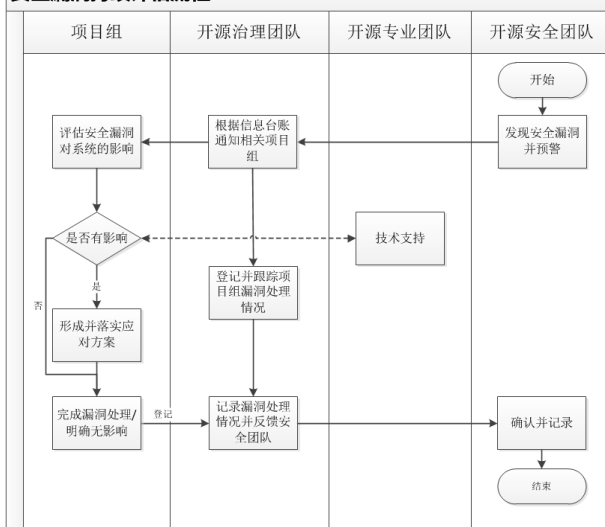 项目组
开源治理团队
开源专业团队
开源安全团队
开始
评估安全漏洞
对系统的影响
根据信息台账
通知相关项目
组
发现安全漏洞
并预警
是否有影响
技术支持
是
否
登记并跟踪项
目组漏洞处理
情况
形成并落实应
对方案
完成漏洞处理/
明确无影响
登记
记录漏洞处理
情况并反馈安
全团队
确认并记录
结束